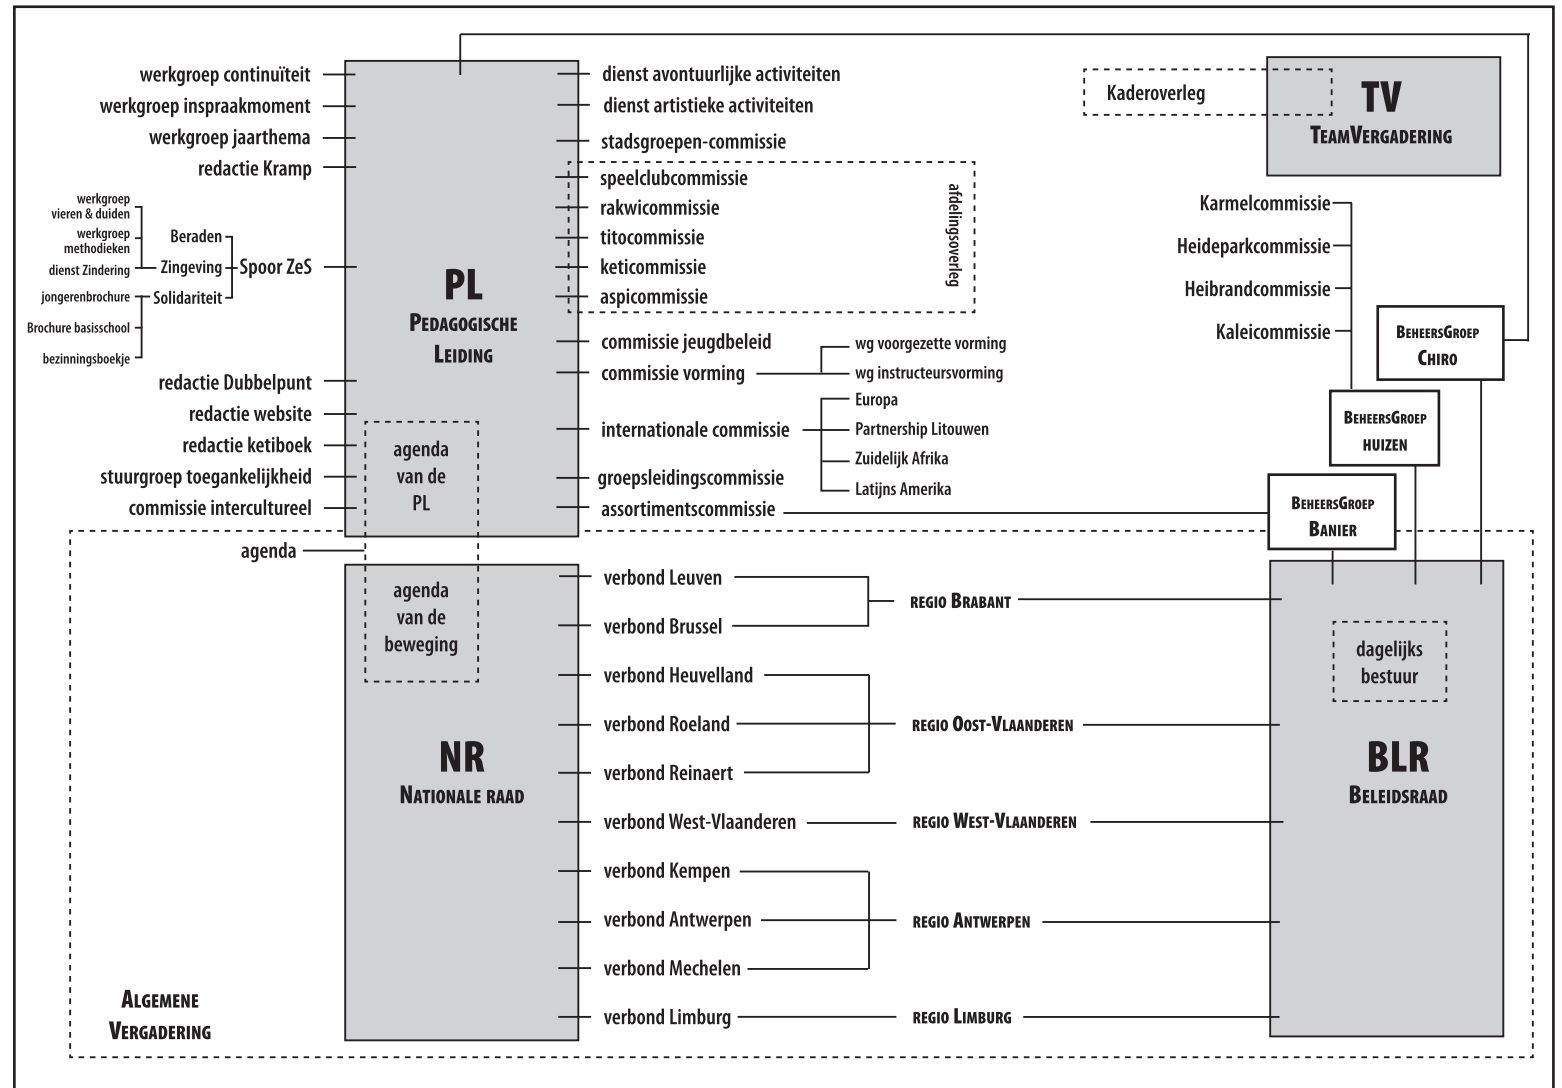 werkgroep continuïteit
werkgroep inspraakmoment
werkgroep jaarthema
redactie Kramp
werkgroep
vieren & duiden
werkgroep
methodieken
dienst Zindering
jongerenbrochure
Brochure basisschool
bezinningsboekje
Beraden
Zingeving
Solidariteit
Spoor ZeS
redactie Dubbelpunt
redactie website
redactie ketiboek
stuurgroep toegankelijkheid
commissie intercultureel
agenda
PL
Pedagogische
Leiding
agenda
van de
PL
dienst avontuurlijke activiteiten
dienst artistieke activiteiten
stadsgroepen-commissie
speelclubcommissie
rakwicommissie
titocommissie
keticommissie
aspicommissie
afdelingsoverleg
commissie jeugdbeleid
commissie vorming
wg voorgezette vorming
wg instructeursvorming
internationale commissie
Europa
Partnership Litouwen
Zuidelijk Afrika
Latijns Amerika
groepsleidingscommissie
assortimentscommissie
Kaderoverleg
TV
TeamVergadering
Karmelcommissie
Heideparkcommissie
Heibrandcommissie
Kaleicommissie
BeheersGroep
Chiro
BeheersGroep
huizen
BeheersGroep
Banier
agenda
van de
beweging
NR
Nationale raad
verbond Leuven
verbond Brussel
regio Brabant
verbond Heuvelland
verbond Roeland
verbond Reinaert
regio Oost-Vlaanderen
verbond West-Vlaanderen
regio West-Vlaanderen
verbond Kempen
verbond Antwerpen
verbond Mechelen
regio Antwerpen
verbond Limburg
regio Limburg
dagelijks
bestuur
BLR
Beleidsraad
Algemene
Vergadering